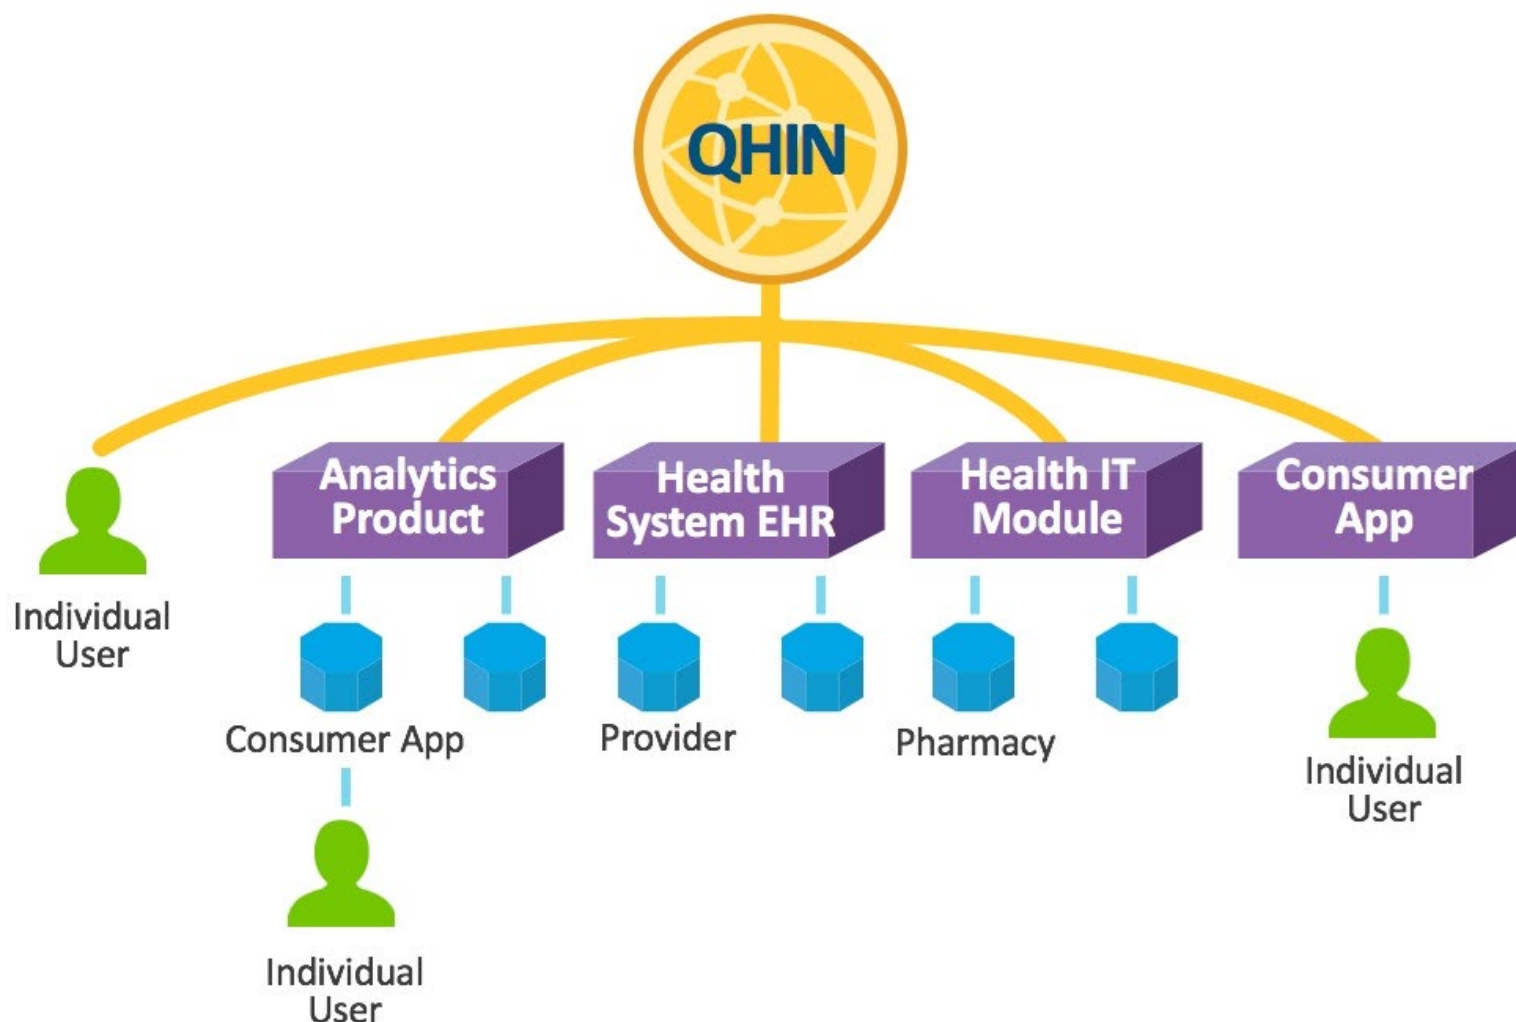 QHIN
Individual
User
Analytics
Product
Health
System EHR
Health IT
Module
Consumer
App
Consumer App
Provider
Pharmacy
Individual
User
Individual
User